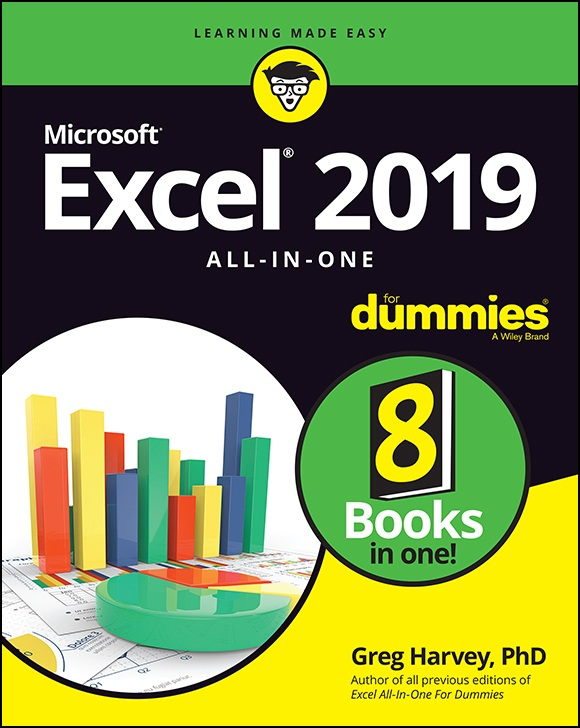 LEARNING MADE EASY
Microsoft®
Excel® 2019
ALL-IN-ONE
for
dummies®
A Wiley Brand
8
Books
in one!
Greg Harvey, PhD
Author of all previous editions of
Excel All-In-One For Dummies